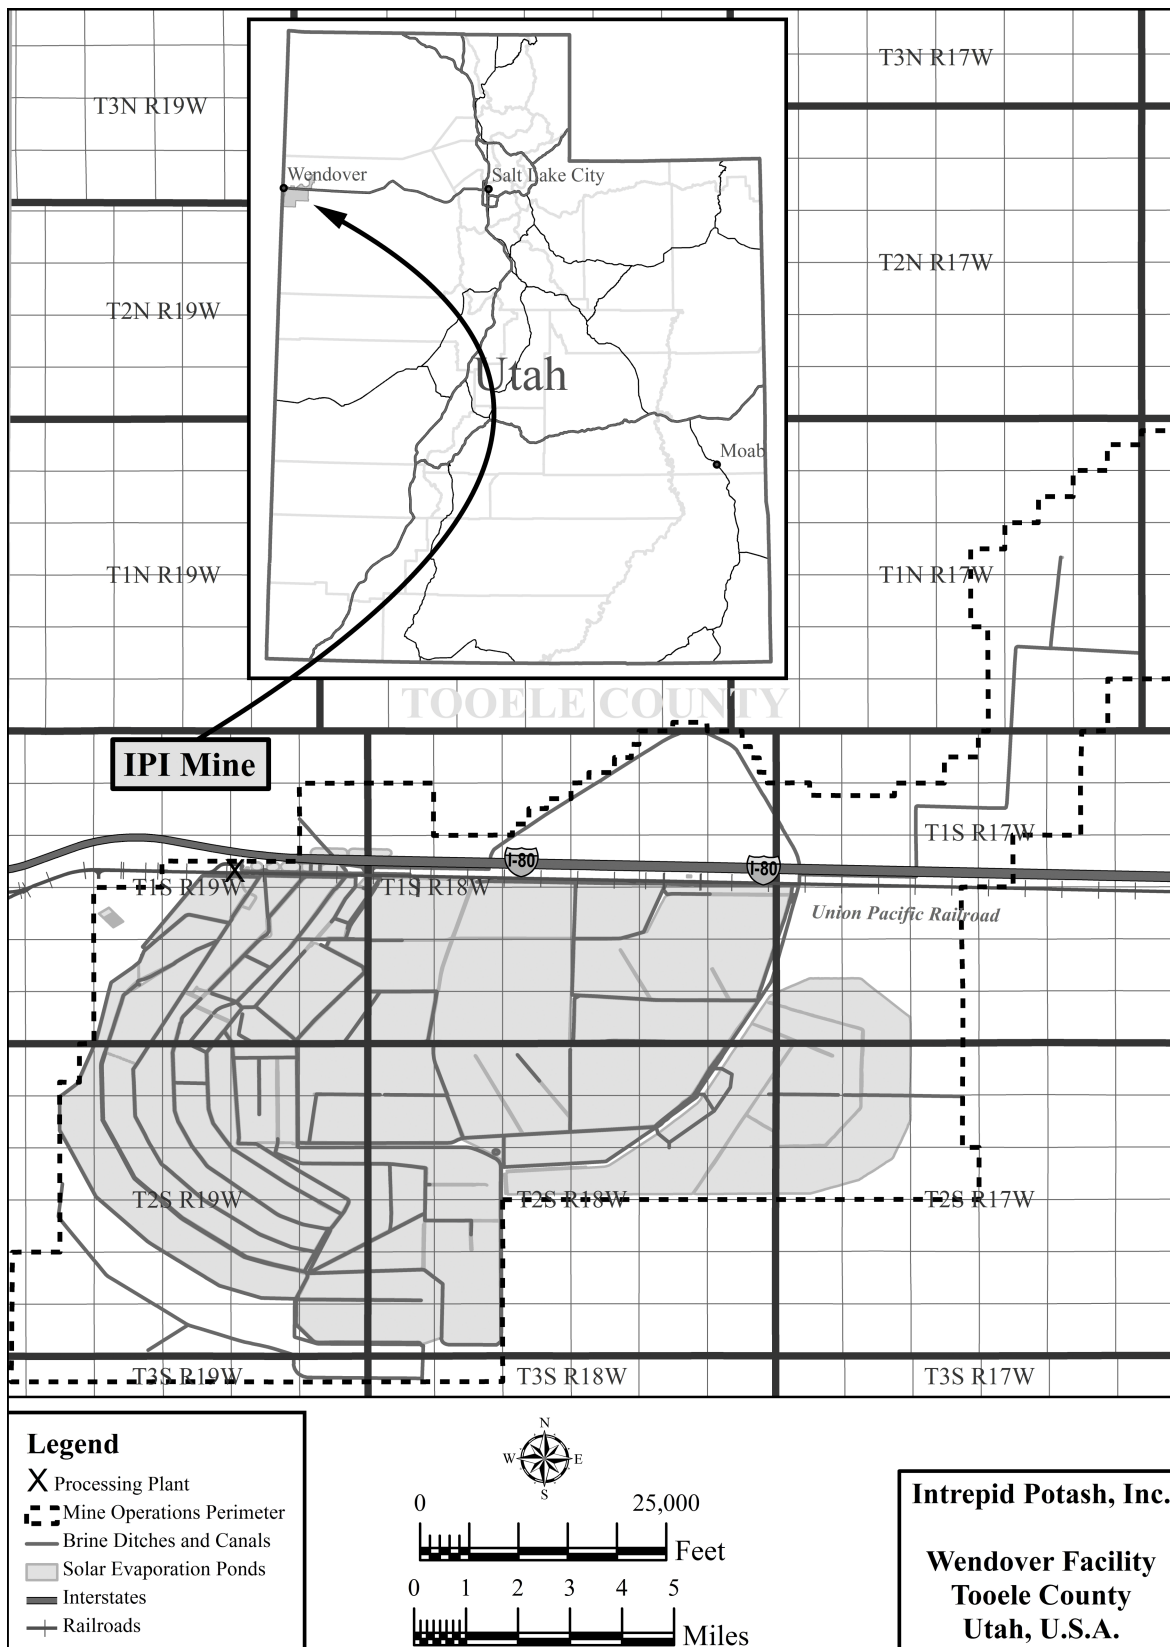 T3N R19W
T3N R17W
Wendover
Salt Lake City
T2N R19W
T2N R17W
Utah
Moab
T1N R19W
T1N R17W
TOOELE COUNTY
IPI Mine
T1S R17W
I-80
I-80
X
T1S R19W
T1S R18W
Union Pacific Railroad
T2S R19W
T2S R18W
T2S R17W
T3S R19W
T3S R18W
T3S R17W
Legend
X Processing Plant
Mine Operations Perimeter
Brine Ditches and Canals
Solar Evaporation Ponds
Interstates
Railroads
N
W E
S
0 25,000
Feet
0 1 2 3 4 5
Miles
Intrepid Potash, Inc.
Wendover Facility
Tooele County
Utah, U.S.A.